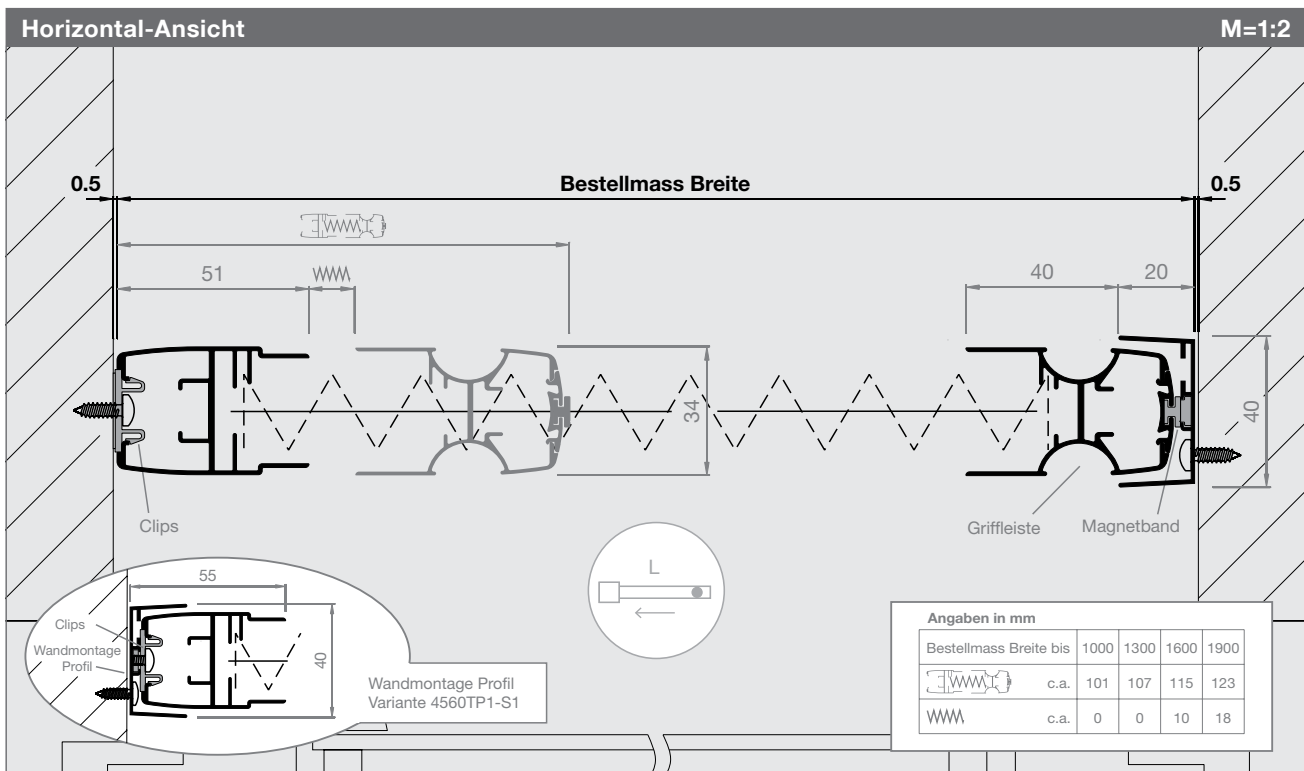 Horizontal-Ansicht M=1:2
0.5 Bestellmass Breite 0.5
51 40 20
34 40
Clips Griffleiste Magnetband
L
55
Clips
Wandmontage
Profil
40
Wandmontage Profil
Variante 4560TP1-S1
Angaben in mm
Bestellmass Breite bis 1000 1300 1600 1900
c.a. 101 107 115 123
c.a. 0 0 10 18